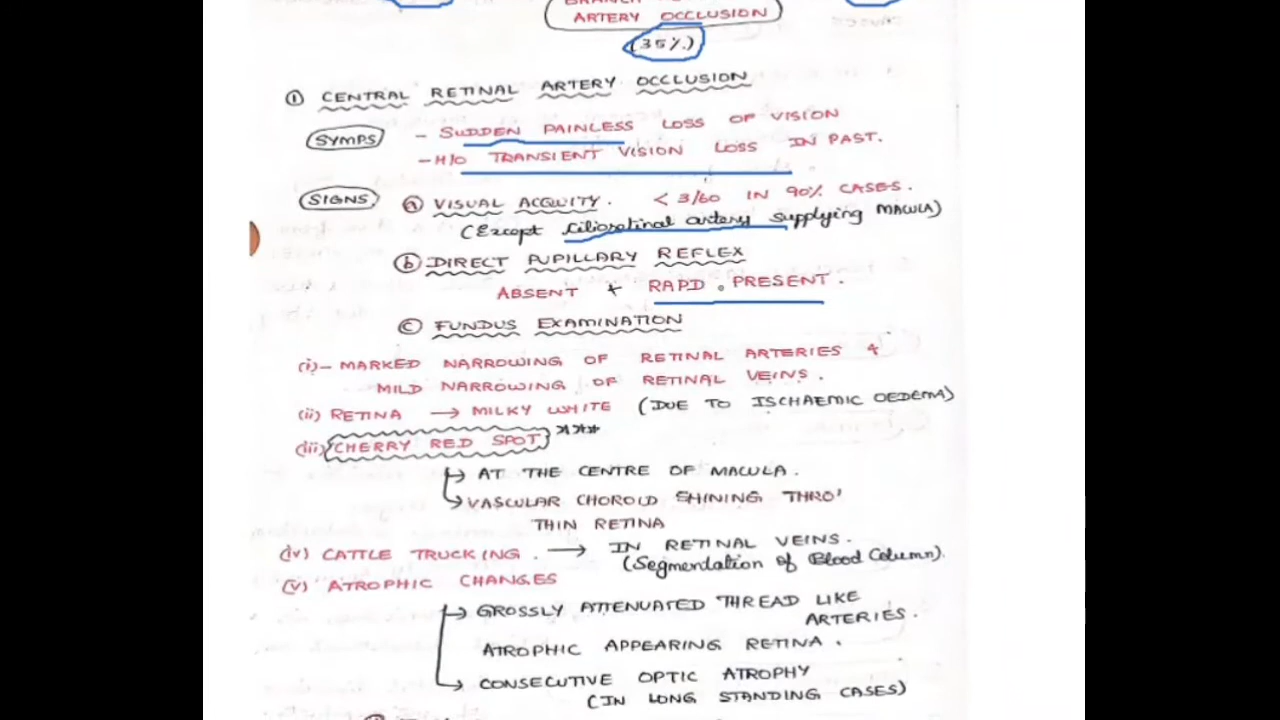 ARTERY OCCLUSION
(35%)
① CENTRAL RETINAL ARTERY OCCLUSION
SYMPS - SUDDEN PAINLESS LOSS OF VISION
- H/O TRANSIENT VISION LOSS IN PAST.
SIGNS ⓐ VISUAL ACQUITY. < 3/60 IN 90% CASES.
(Except cilioretinal artery supplying MACULA)
ⓑ DIRECT PUPILLARY REFLEX
ABSENT + RAPD PRESENT.
ⓒ FUNDUS EXAMINATION
(i)- MARKED NARROWING OF RETINAL ARTERIES &
MILD NARROWING OF RETINAL VEINS.
(ii) RETINA → MILKY WHITE (DUE TO ISCHAEMIC OEDEMA)
(iii) CHERRY RED SPOT ***
↳ AT THE CENTRE OF MACULA.
↳ VASCULAR CHOROID SHINING THRO'
THIN RETINA
(iv) CATTLE TRUCKING. → IN RETINAL VEINS.
(Segmentation of Blood Column).
(v) ATROPHIC CHANGES
↳ GROSSLY ATTENUATED THREAD LIKE
ARTERIES.
ATROPHIC APPEARING RETINA.
↳ CONSECUTIVE OPTIC ATROPHY
(IN LONG STANDING CASES)